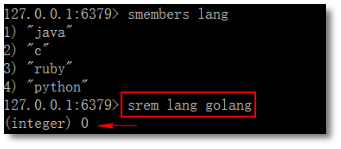 127.0.0.1:6379> smembers lang
1) "java"
2) "c"
3) "ruby"
4) "python"
127.0.0.1:6379> srem lang golang
(integer) 0